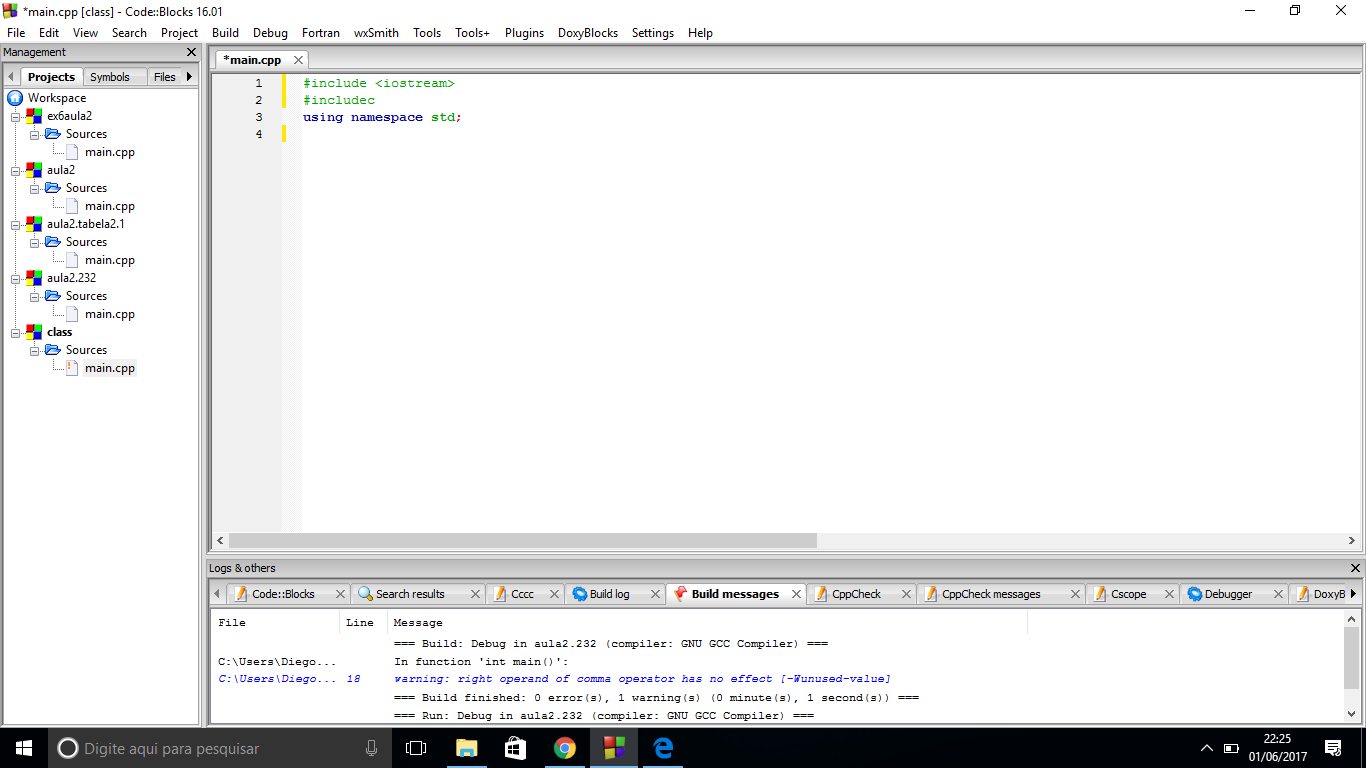 *main.cpp [class] - Code::Blocks 16.01
File Edit View Search Project Build Debug Fortran wxSmith Tools Tools+ Plugins DoxyBlocks Settings Help
Management
Projects Symbols Files
Workspace
ex6aula2
Sources
main.cpp
aula2
Sources
main.cpp
aula2.tabela2.1
Sources
main.cpp
aula2.232
Sources
main.cpp
class
Sources
main.cpp
*main.cpp
1 #include <iostream>
2 #includec
3 using namespace std;
4
Logs & others
Code::Blocks Search results Cccc Build log Build messages CppCheck CppCheck messages Cscope Debugger DoxyB
File Line Message
=== Build: Debug in aula2.232 (compiler: GNU GCC Compiler) ===
C:\Users\Diego... In function 'int main()':
C:\Users\Diego... 18 warning: right operand of comma operator has no effect [-Wunused-value]
=== Build finished: 0 error(s), 1 warning(s) (0 minute(s), 1 second(s)) ===
=== Run: Debug in aula2.232 (compiler: GNU GCC Compiler) ===
Digite aqui para pesquisar
22:25
01/06/2017